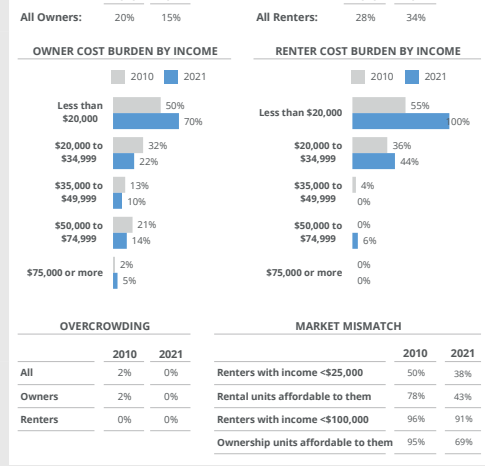 All Owners: 20% 15%
All Renters: 28% 34%
OWNER COST BURDEN BY INCOME
2010 2021
Less than $20,000 50% 70%
$20,000 to $34,999 32% 22%
$35,000 to $49,999 13% 10%
$50,000 to $74,999 21% 14%
$75,000 or more 2% 5%
RENTER COST BURDEN BY INCOME
2010 2021
Less than $20,000 55% 100%
$20,000 to $34,999 36% 44%
$35,000 to $49,999 4% 0%
$50,000 to $74,999 0% 6%
$75,000 or more 0% 0%
OVERCROWDING
2010 2021
All 2% 0%
Owners 2% 0%
Renters 0% 0%
MARKET MISMATCH
2010 2021
Renters with income <$25,000 50% 38%
Rental units affordable to them 78% 43%
Renters with income <$100,000 96% 91%
Ownership units affordable to them 95% 69%